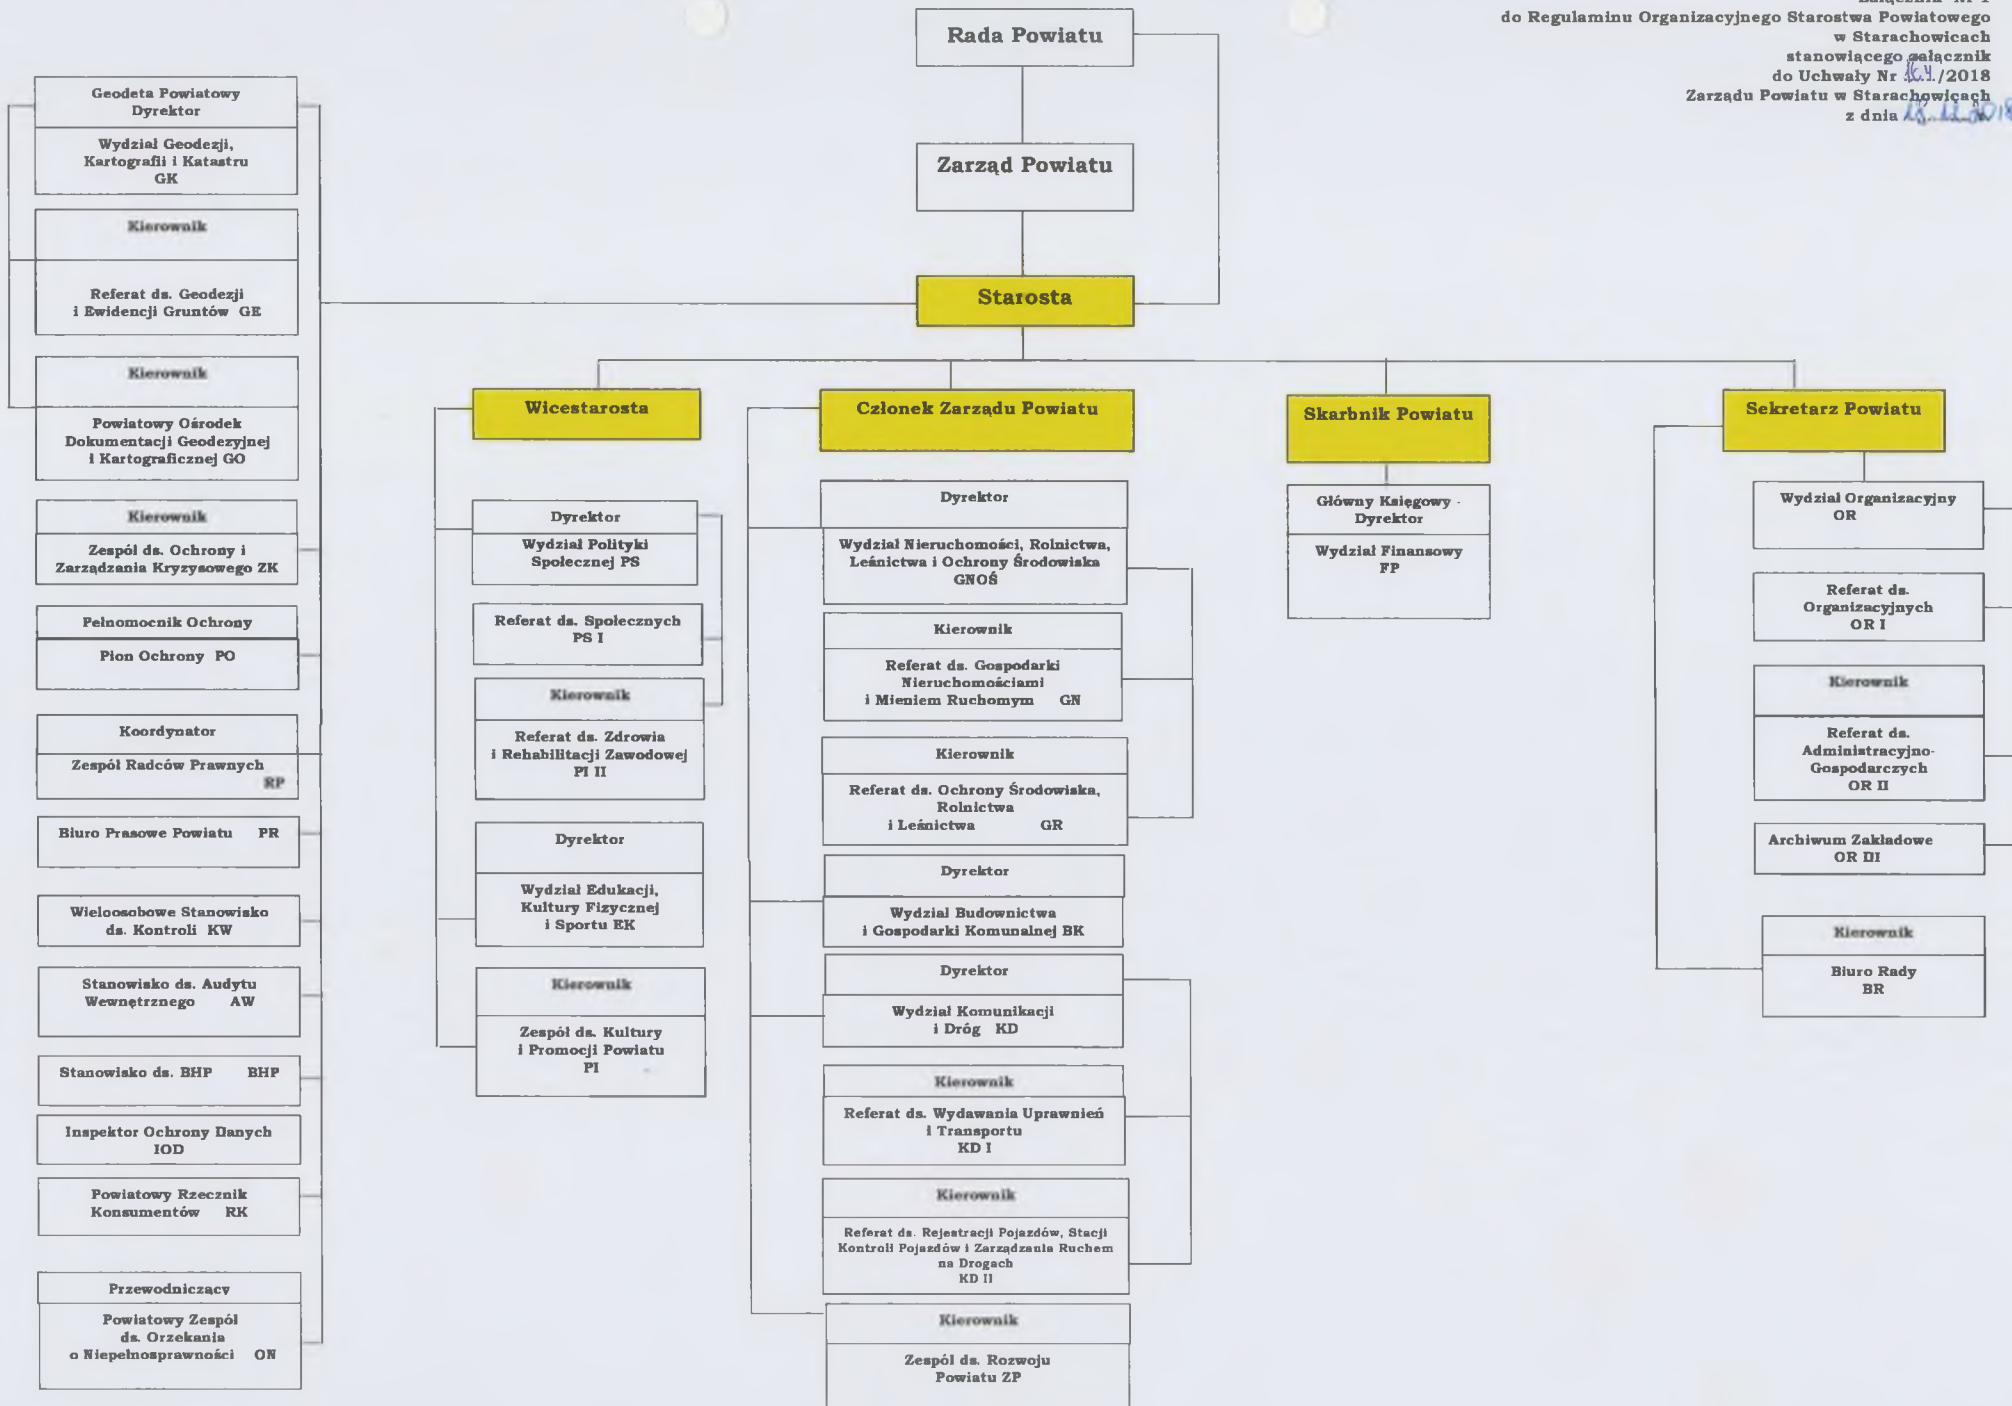 do Regulaminu Organizacyjnego Starostwa Powiatowego
w Starachowicach
stanowiącego załącznik
do Uchwały Nr /2018
Zarządu Powiatu w Starachowicach
z dnia
Rada Powiatu
Zarząd Powiatu
Starosta
Geodeta Powiatowy
Dyrektor
Wydział Geodezji,
Kartografii i Katastru
GK
Kierownik
Referat ds. Geodezji
i Ewidencji Gruntów GE
Kierownik
Powiatowy Ośrodek
Dokumentacji Geodezyjnej
i Kartograficznej GO
Kierownik
Zespół ds. Ochrony i
Zarządzania Kryzysowego ZK
Pełnomocnik Ochrony
Pion Ochrony PO
Koordynator
Zespół Radców Prawnych
RP
Biuro Prasowe Powiatu PR
Wieloosobowe Stanowisko
ds. Kontroli KW
Stanowisko ds. Audytu
Wewnętrznego AW
Stanowisko ds. BHP BHP
Inspektor Ochrony Danych
IOD
Powiatowy Rzecznik
Konsumentów RK
Przewodniczący
Powiatowy Zespół
ds. Orzekania
o Niepełnosprawności ON
Wicestarosta
Dyrektor
Wydział Polityki
Społecznej PS
Referat ds. Społecznych
PS I
Kierownik
Referat ds. Zdrowia
i Rehabilitacji Zawodowej
PI II
Dyrektor
Wydział Edukacji,
Kultury Fizycznej
i Sportu EK
Kierownik
Zespół ds. Kultury
i Promocji Powiatu
PI
Członek Zarządu Powiatu
Dyrektor
Wydział Nieruchomości, Rolnictwa,
Leśnictwa i Ochrony Środowiska
GNOŚ
Kierownik
Referat ds. Gospodarki
Nieruchomościami
i Mieniem Ruchomym GN
Kierownik
Referat ds. Ochrony Środowiska,
Rolnictwa
i Leśnictwa GR
Dyrektor
Wydział Budownictwa
i Gospodarki Komunalnej BK
Dyrektor
Wydział Komunikacji
i Dróg KD
Kierownik
Referat ds. Wydawania Uprawnień
i Transportu
KD I
Kierownik
Referat ds. Rejestracji Pojazdów, Stacji
Kontroli Pojazdów i Zarządzania Ruchem
na Drogach
KD II
Kierownik
Zespół ds. Rozwoju
Powiatu ZP
Skarbnik Powiatu
Główny Księgowy -
Dyrektor
Wydział Finansowy
FP
Sekretarz Powiatu
Wydział Organizacyjny
OR
Referat ds.
Organizacyjnych
OR I
Kierownik
Referat ds.
Administracyjno-
Gospodarczych
OR II
Archiwum Zakładowe
OR III
Kierownik
Biuro Rady
BR